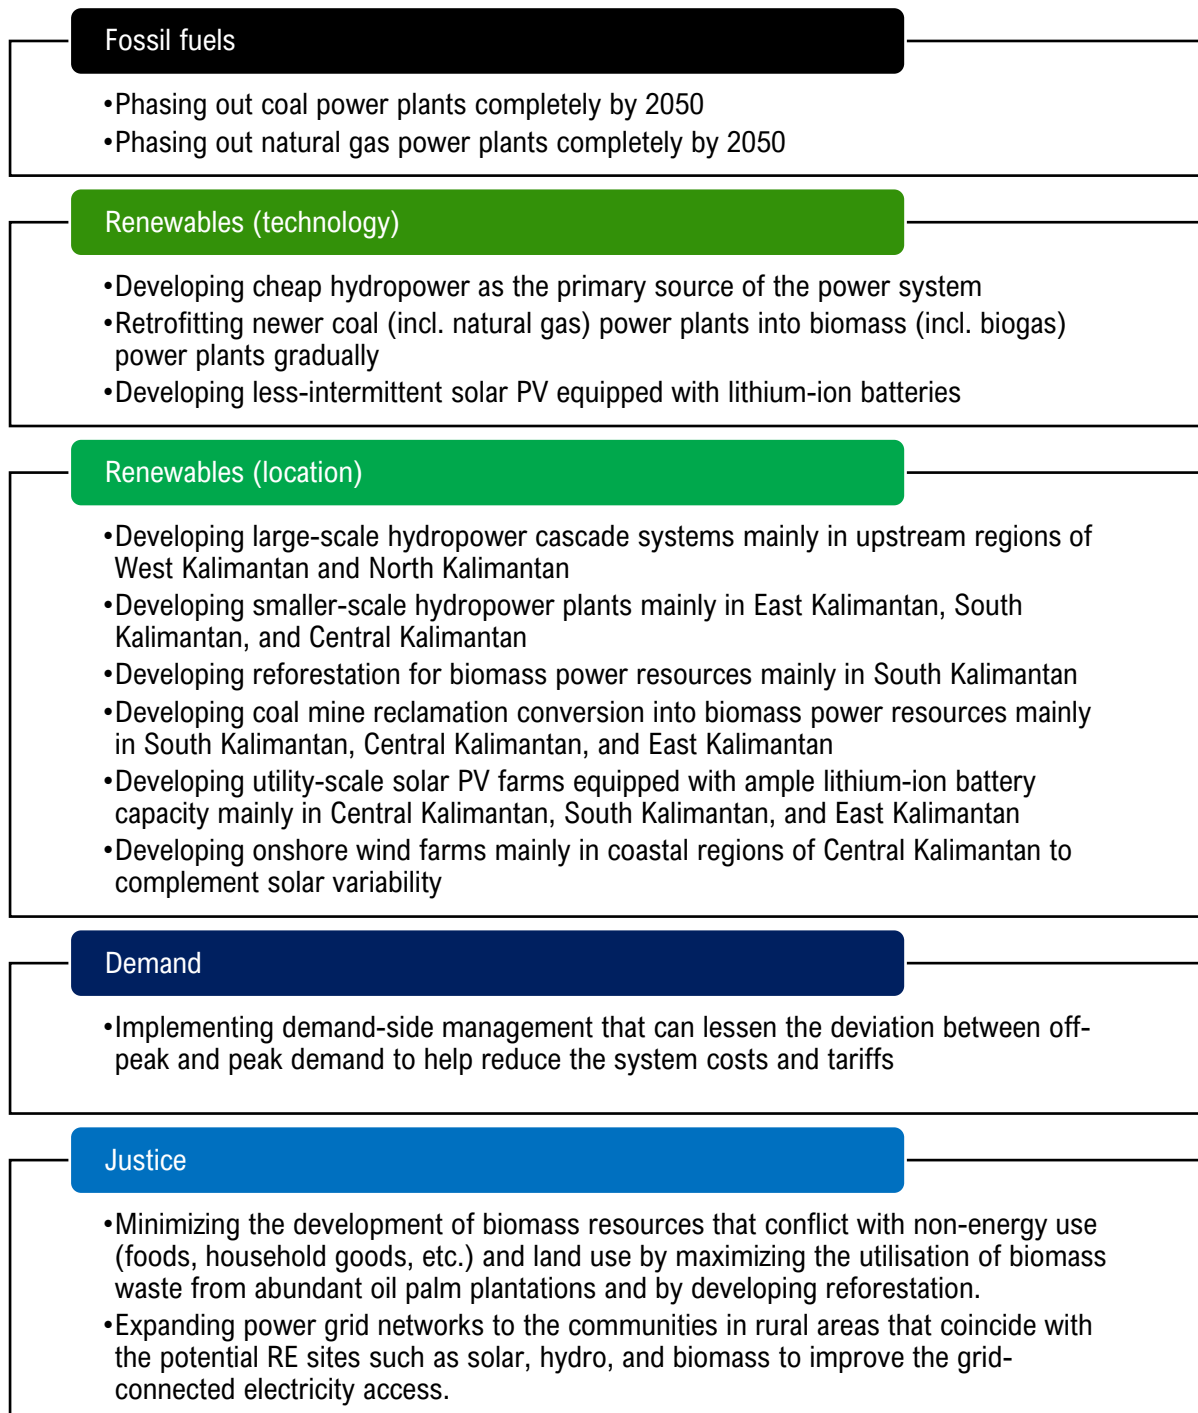 Fossil fuels
•Phasing out coal power plants completely by 2050
•Phasing out natural gas power plants completely by 2050
Renewables (technology)
•Developing cheap hydropower as the primary source of the power system
•Retrofitting newer coal (incl. natural gas) power plants into biomass (incl. biogas)
power plants gradually
•Developing less-intermittent solar PV equipped with lithium-ion batteries
Renewables (location)
•Developing large-scale hydropower cascade systems mainly in upstream regions of
West Kalimantan and North Kalimantan
•Developing smaller-scale hydropower plants mainly in East Kalimantan, South
Kalimantan, and Central Kalimantan
•Developing reforestation for biomass power resources mainly in South Kalimantan
•Developing coal mine reclamation conversion into biomass power resources mainly
in South Kalimantan, Central Kalimantan, and East Kalimantan
•Developing utility-scale solar PV farms equipped with ample lithium-ion battery
capacity mainly in Central Kalimantan, South Kalimantan, and East Kalimantan
•Developing onshore wind farms mainly in coastal regions of Central Kalimantan to
complement solar variability
Demand
•Implementing demand-side management that can lessen the deviation between off-
peak and peak demand to help reduce the system costs and tariffs
Justice
•Minimizing the development of biomass resources that conflict with non-energy use
(foods, household goods, etc.) and land use by maximizing the utilisation of biomass
waste from abundant oil palm plantations and by developing reforestation.
•Expanding power grid networks to the communities in rural areas that coincide with
the potential RE sites such as solar, hydro, and biomass to improve the grid-
connected electricity access.